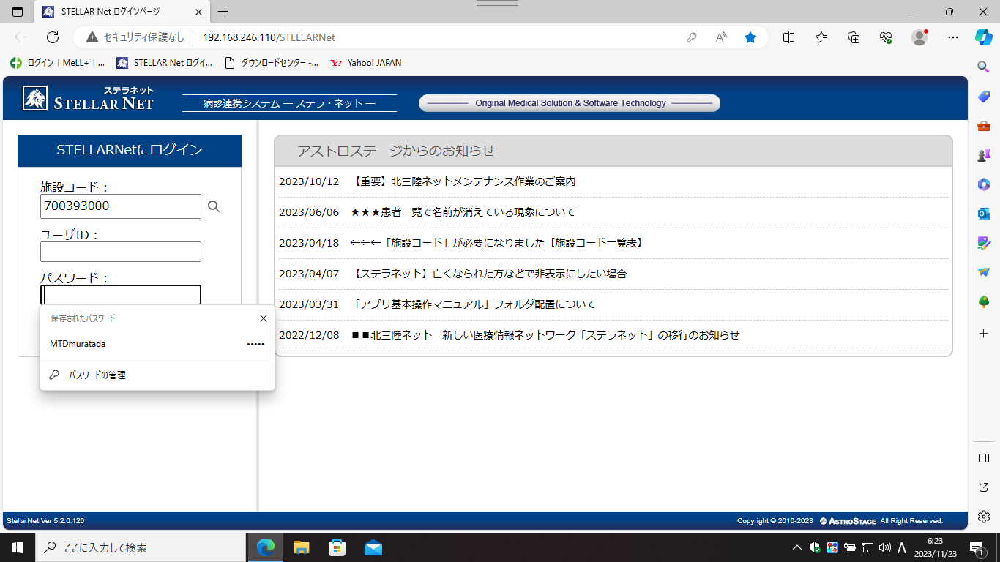 STELLAR Net ログインページ
セキュリティ保護なし
192.168.246.110/STELLARNet
ログイン | MeLL+ | ...
STELLAR Net ログイ...
ダウンロードセンター -...
Yahoo! JAPAN
ステラネット
STELLAR NET
病診連携システム ― ステラ・ネット ―
Original Medical Solution & Software Technology
STELLARNetにログイン
施設コード：
700393000
ユーザID：
パスワード：
保存されたパスワード
MTDmuratada
•••••
パスワードの管理
アストロステージからのお知らせ
2023/10/12 【重要】北三陸ネットメンテナンス作業のご案内
2023/06/06 ★★★患者一覧で名前が消えている現象について
2023/04/18 ←←←「施設コード」が必要になりました【施設コード一覧表】
2023/04/07 【ステラネット】亡くなられた方などで非表示にしたい場合
2023/03/31 「アプリ基本操作マニュアル」フォルダ配置について
2022/12/08 ■■北三陸ネット　新しい医療情報ネットワーク「ステラネット」の移行のお知らせ
StellarNet Ver 5.2.0.120
Copyright © 2010-2023 ASTROSTAGE All Right Reserved.
ここに入力して検索
A
6:23
2023/11/23
1